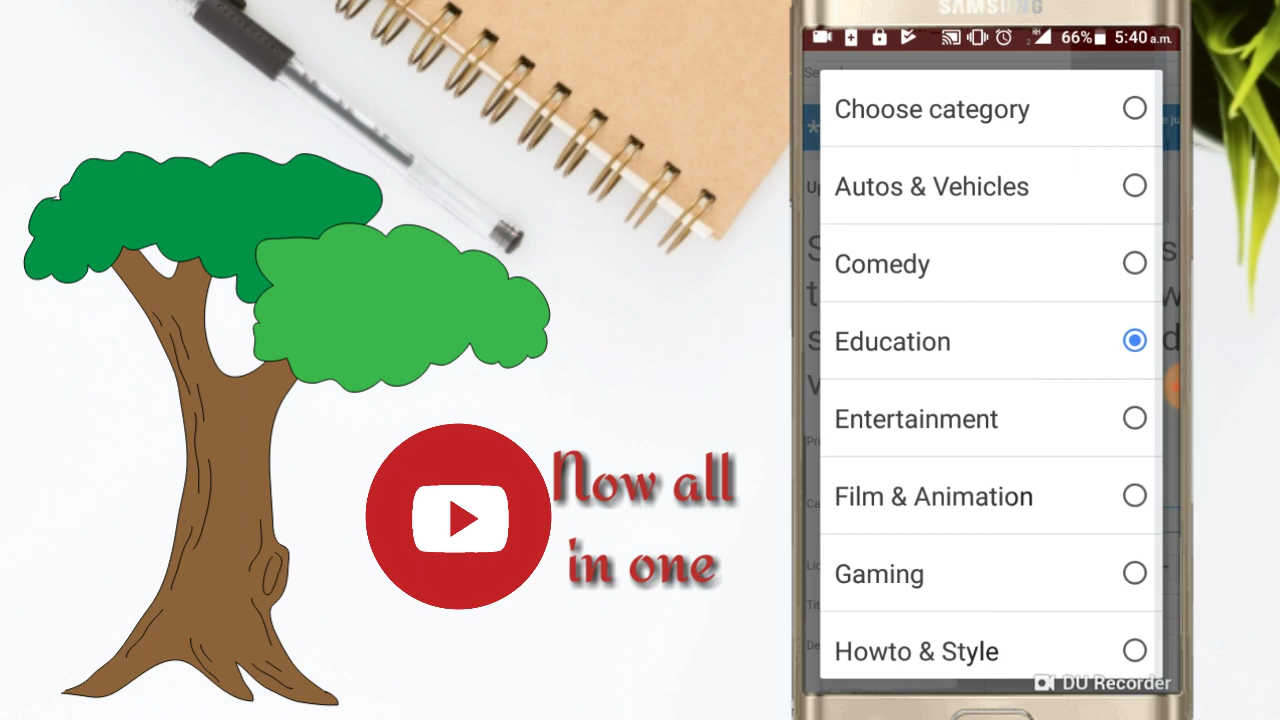 Now all
in one
SAMSUNG
66% 5:40 a.m.
Choose category
Autos & Vehicles
Comedy
Education
Entertainment
Film & Animation
Gaming
Howto & Style
DU Recorder